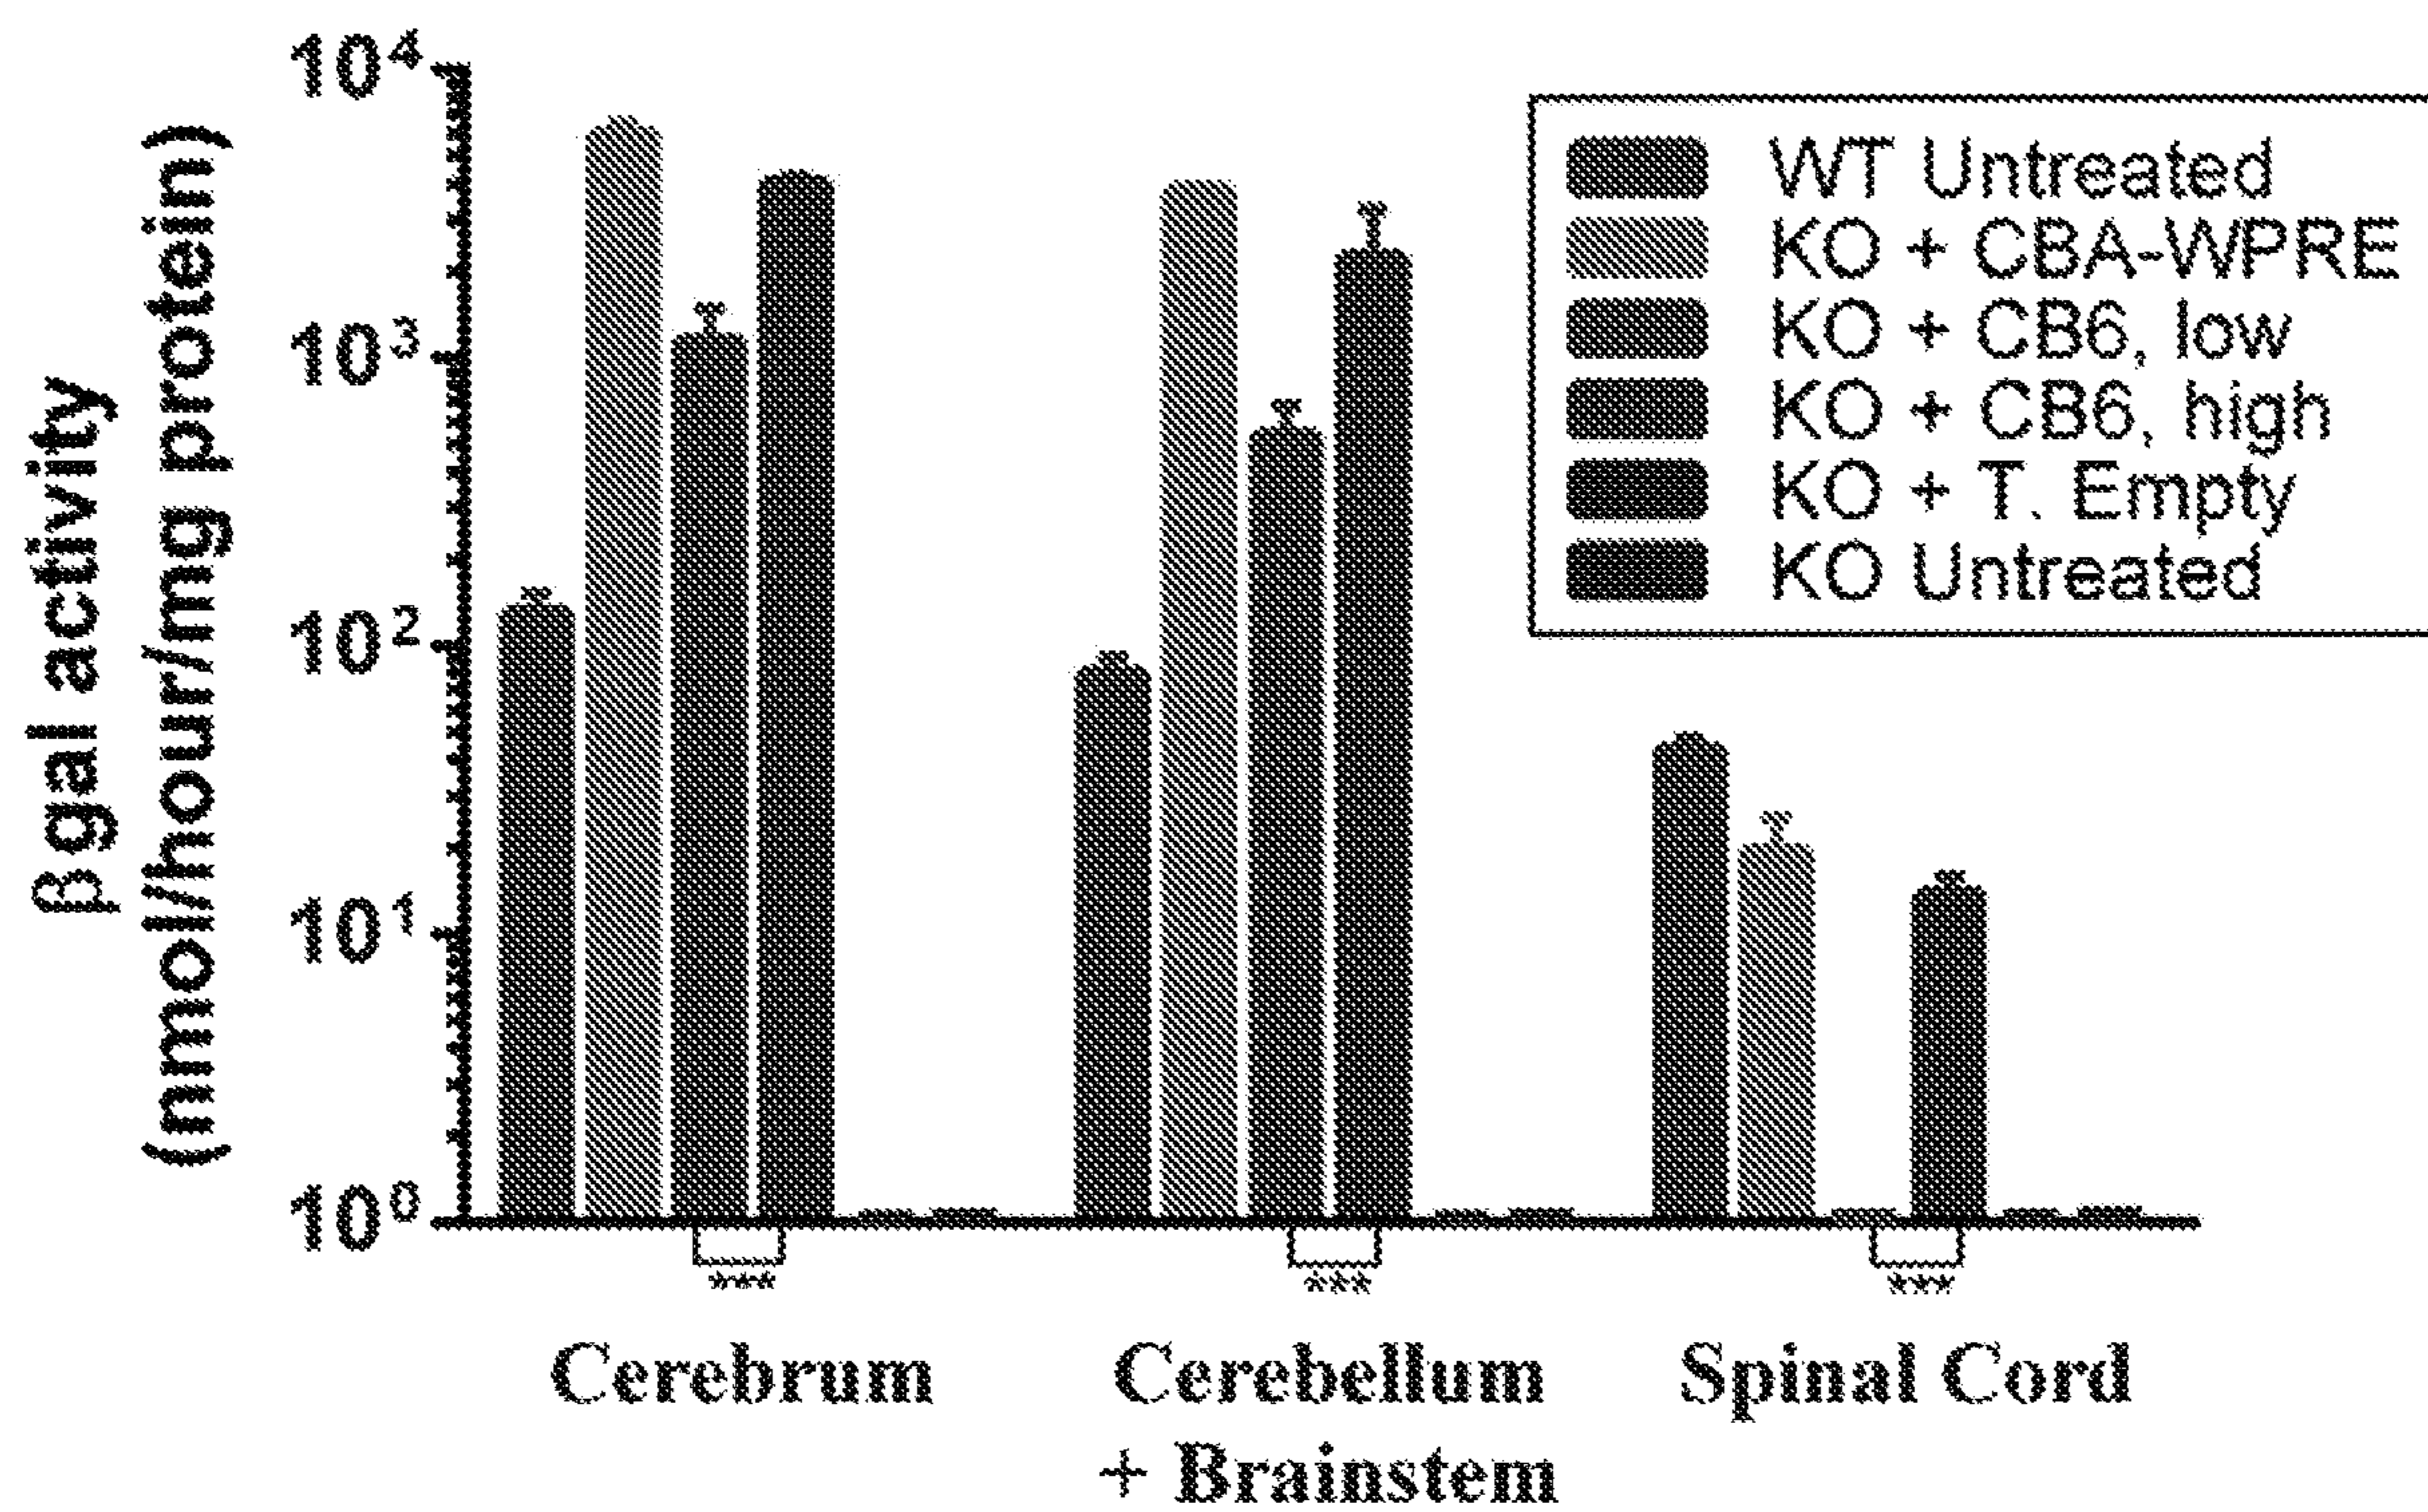 βgal activity
(nmol/hour/mg protein)
10⁴
10³
10²
10¹
10⁰
WT Untreated
KO + CBA-WPRE
KO + CB6, low
KO + CB6, high
KO + T. Empty
KO Untreated
***
***
***
Cerebrum
Cerebellum
+ Brainstem
Spinal Cord